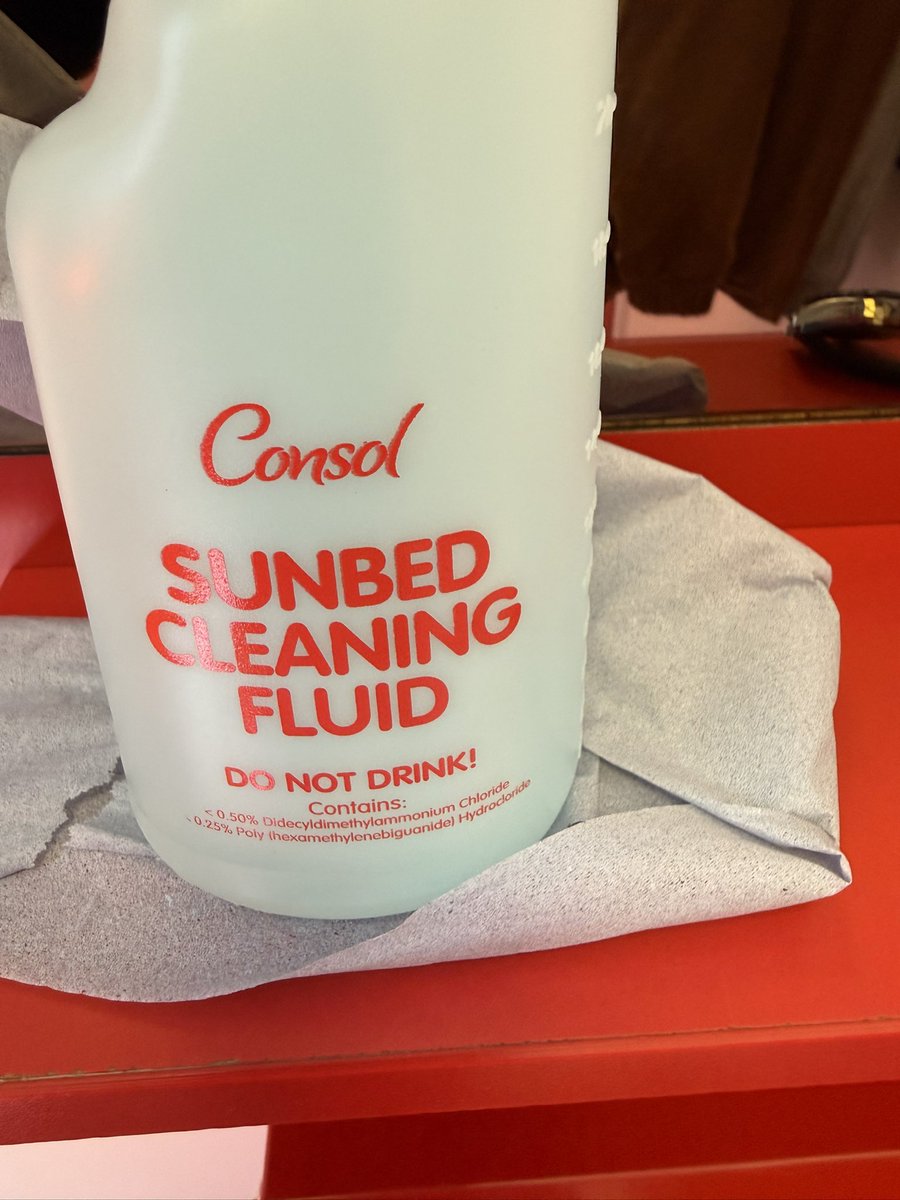 Consol
SUNBED
CLEANING
FLUID
DO NOT DRINK!
Contains:
< 0.50% Didecyldimethylammonium Chloride
0.25% Poly (hexamethylenebiguanide) Hydrocloride